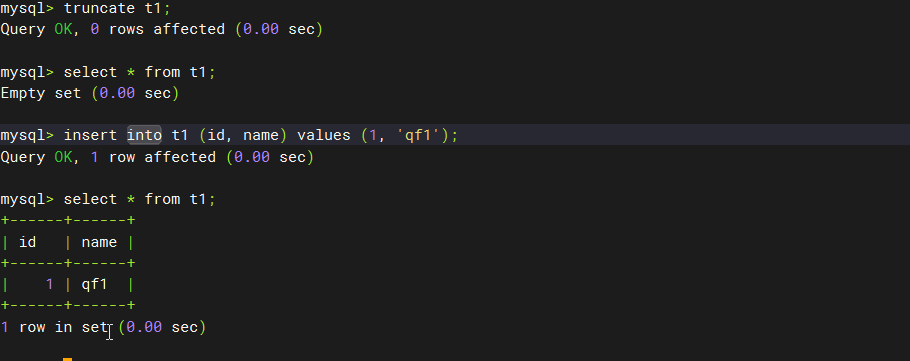 mysql> truncate t1;
Query OK, 0 rows affected (0.00 sec)
mysql> select * from t1;
Empty set (0.00 sec)
mysql> insert into t1 (id, name) values (1, 'qf1');
Query OK, 1 row affected (0.00 sec)
mysql> select * from t1;
+------+------+
| id   | name |
+------+------+
|    1 | qf1  |
+------+------+
1 row in set (0.00 sec)